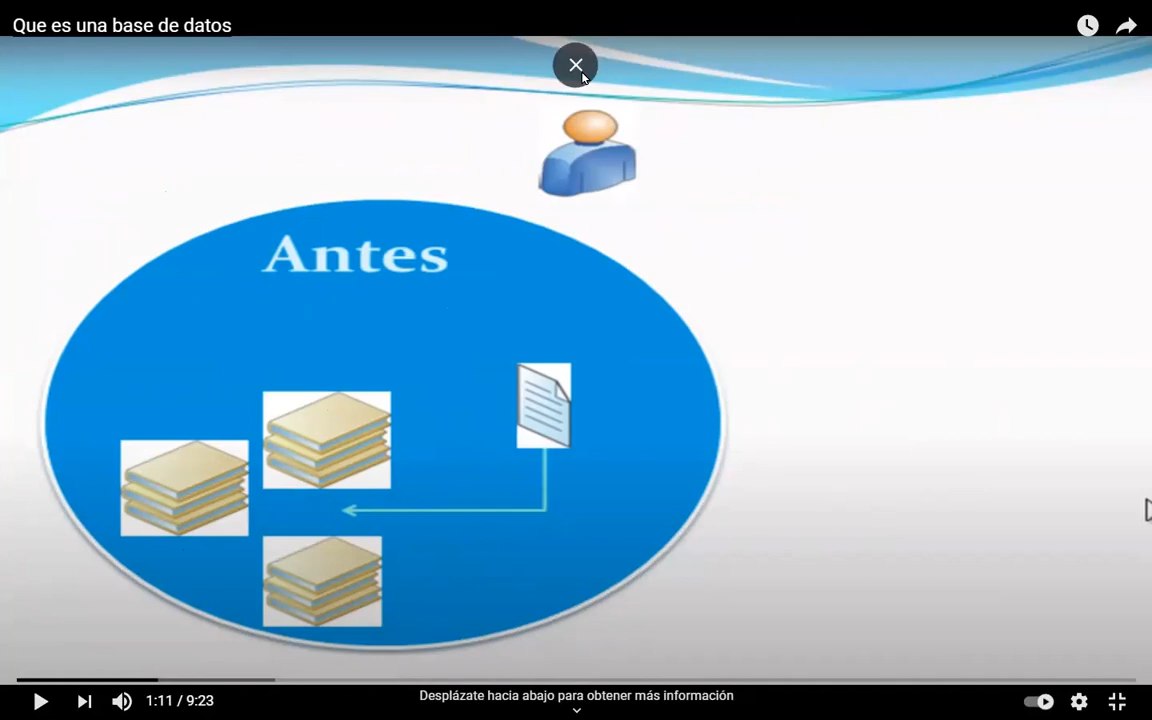 Que es una base de datos
Antes
1:11 / 9:23
Desplázate hacia abajo para obtener más información